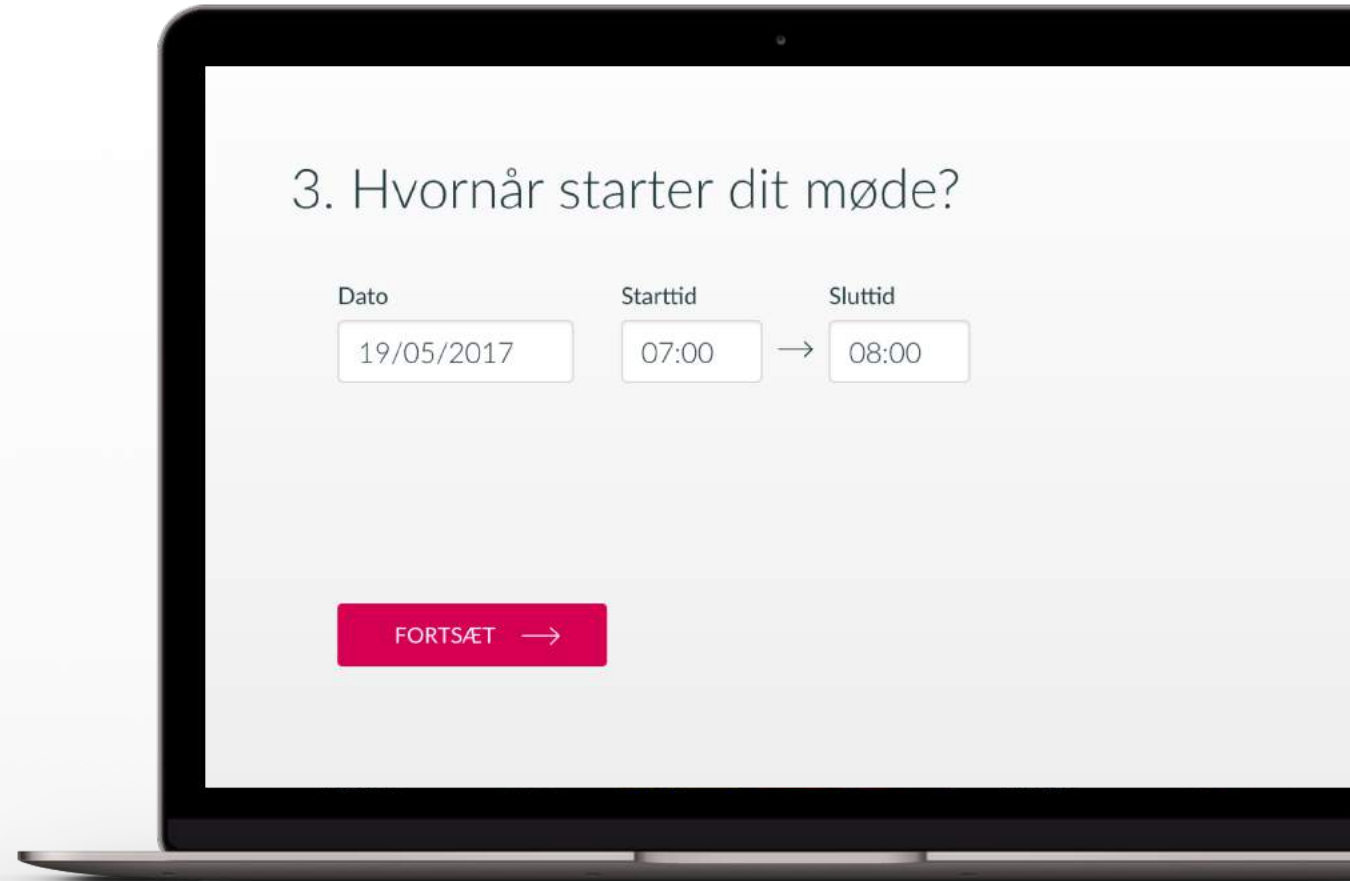 3. Hvornår starter dit møde?
Dato Starttid Sluttid
19/05/2017 07:00 → 08:00
FORTSÆT →